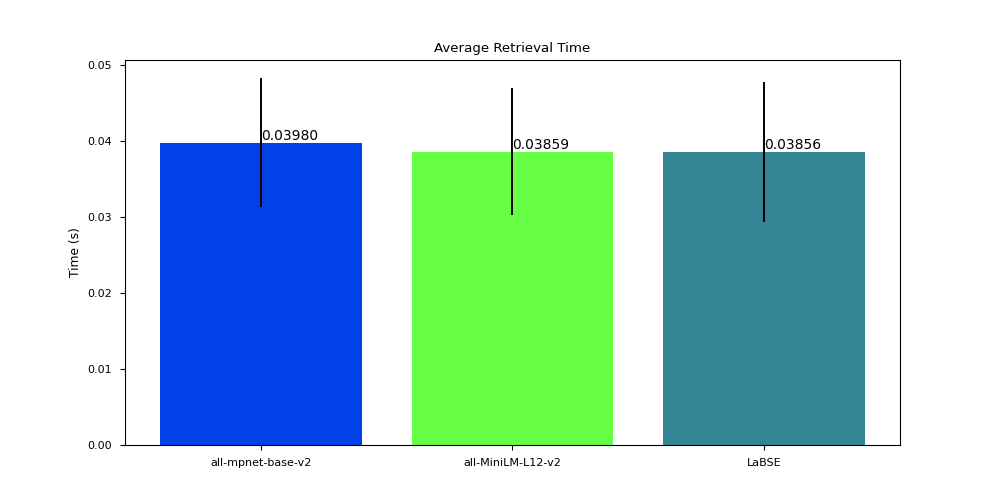 Average Retrieval Time
0.05
0.04
0.03
0.02
0.01
0.00
Time (s)
0.03980
0.03859
0.03856
all-mpnet-base-v2
all-MiniLM-L12-v2
LaBSE